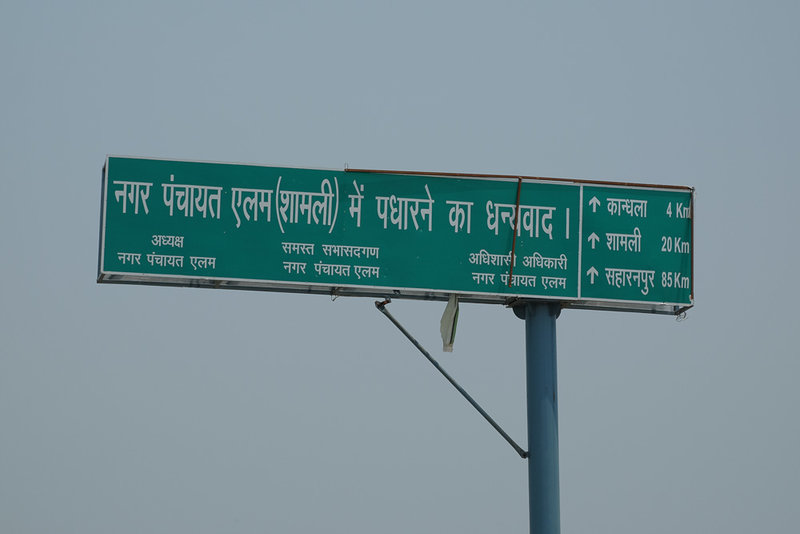 नगर पंचायत एलम (शामली) में पधारने का धन्यवाद ।
अध्यक्ष
नगर पंचायत एलम
समस्त सभासदगण
नगर पंचायत एलम
अधिशासी अधिकारी
नगर पंचायत एलम
↑ कान्धला 4 Km
↑ शामली 20 Km
↑ सहारनपुर 85 Km